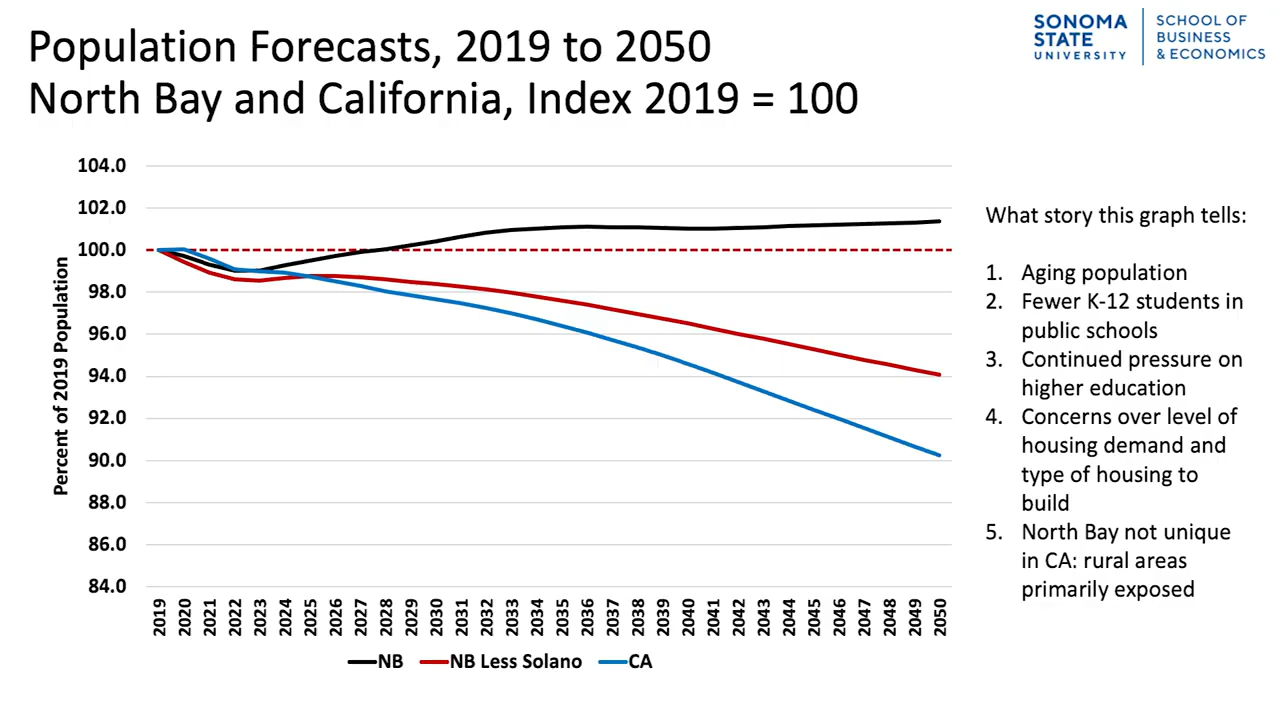 Population Forecasts, 2019 to 2050
North Bay and California, Index 2019 = 100
SONOMA
STATE
UNIVERSITY
SCHOOL OF
BUSINESS
& ECONOMICS
Percent of 2019 Population
104.0
102.0
100.0
98.0
96.0
94.0
92.0
90.0
88.0
86.0
84.0
2019 2020 2021 2022 2023 2024 2025 2026 2027 2028 2029 2030 2031 2032 2033 2034 2035 2036 2037 2038 2039 2040 2041 2042 2043 2044 2045 2046 2047 2048 2049 2050
NB NB Less Solano CA
What story this graph tells:
1. Aging population
2. Fewer K-12 students in
public schools
3. Continued pressure on
higher education
4. Concerns over level of
housing demand and
type of housing to
build
5. North Bay not unique
in CA: rural areas
primarily exposed